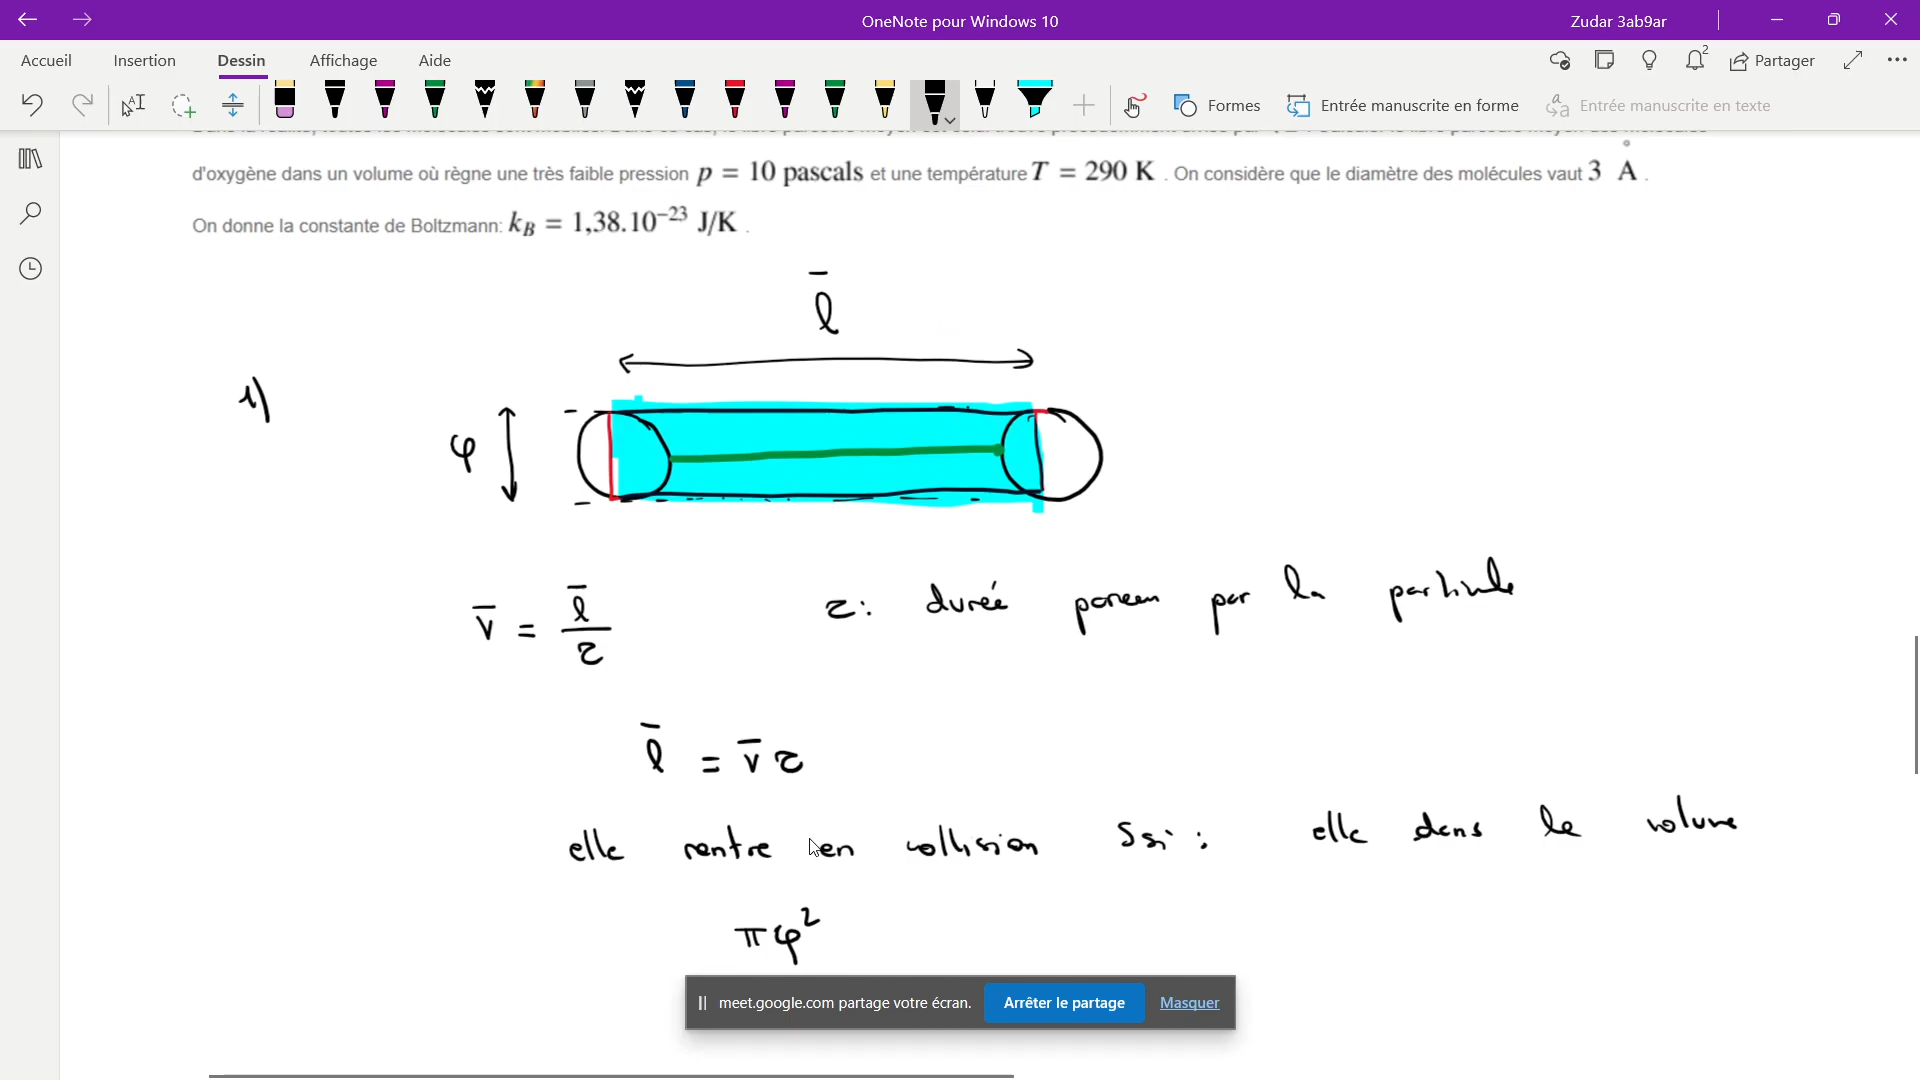 OneNote pour Windows 10
Zudar 3ab9ar
Accueil Insertion Dessin Affichage Aide
2
Partager
Formes Entrée manuscrite en forme Entrée manuscrite en texte
d'oxygène dans un volume où règne une très faible pression p = 10 pascals et une température T = 290 K . On considère que le diamètre des molécules vaut 3 Å .
On donne la constante de Boltzmann: k_B = 1,38.10⁻²³ J/K .
l̄
1)
φ
v̄ = l̄ / τ τ : durée par la particule
l̄ = v̄ τ
elle rentre en collision Ssi : elle dans le volume
π φ²
meet.google.com partage votre écran. Arrêter le partage Masquer